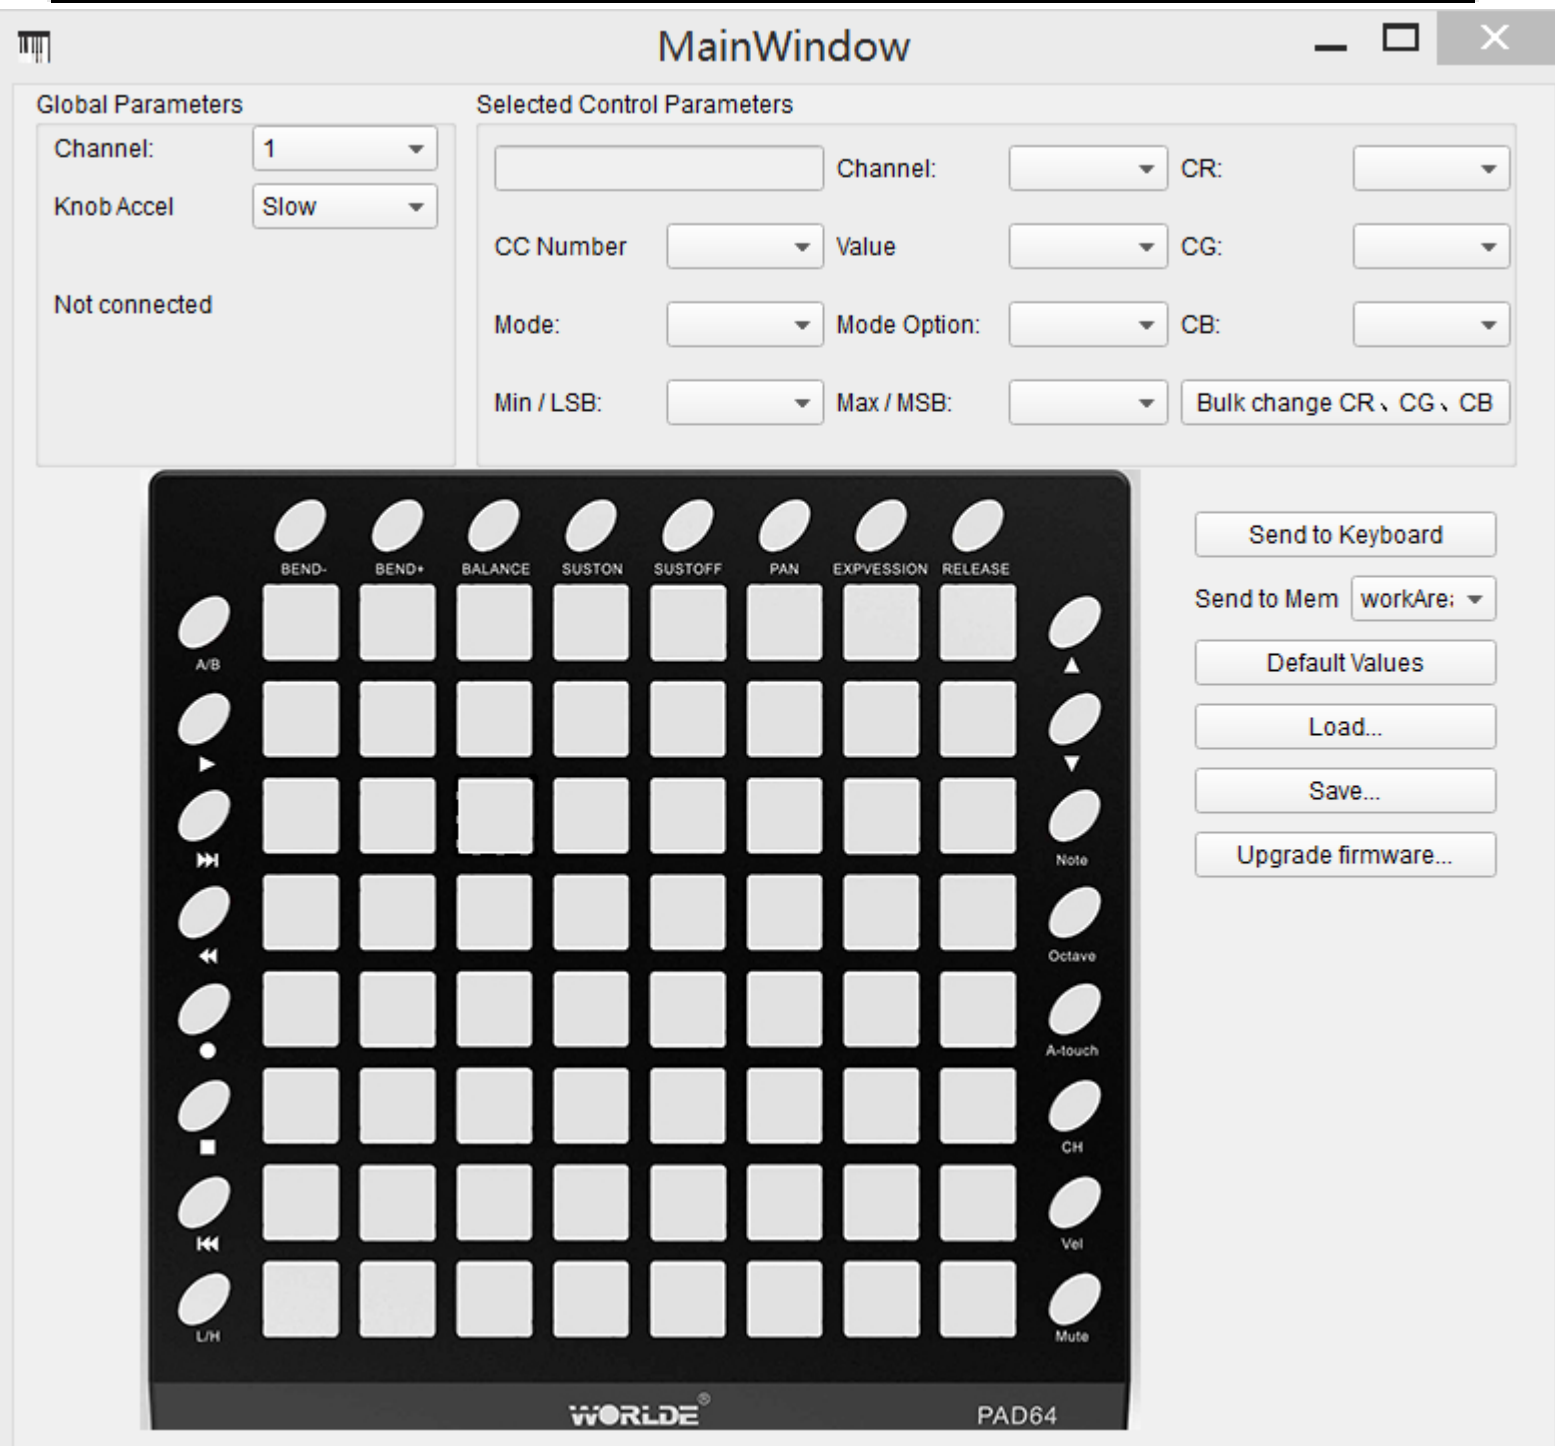 MainWindow
Global Parameters
Selected Control Parameters
Channel: 1
Knob Accel Slow
Not connected
Channel: CR:
CC Number Value CG:
Mode: Mode Option: CB:
Min / LSB: Max / MSB: Bulk change CR、CG、CB
BEND- BEND+ BALANCE SUSTON SUSTOFF PAN EXPVESSION RELEASE
A/B
Note
Octave
A-touch
CH
Vel
L/H Mute
WORLDE® PAD64
Send to Keyboard
Send to Mem workAre
Default Values
Load...
Save...
Upgrade firmware...